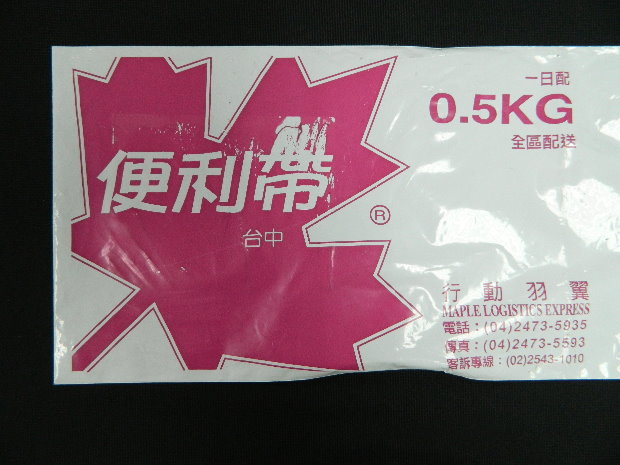 一日配
0.5KG
全區配送
便利帶
®
台中
行動羽翼
MAPLE LOGISTICS EXPRESS
電話：(04)2473-5935
傳真：(04)2473-5593
客訴專線：(02)2543-1010